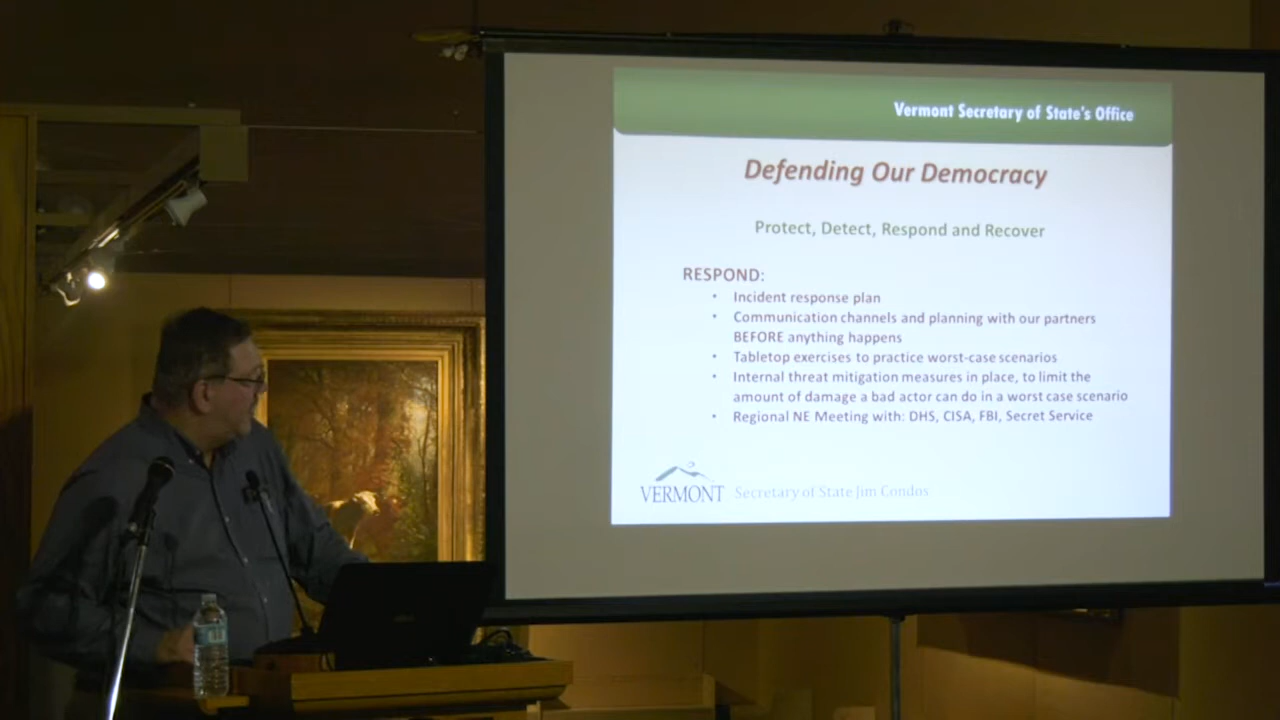 Vermont Secretary of State's Office
Defending Our Democracy
Protect, Detect, Respond and Recover
RESPOND:
• Incident response plan
• Communication channels and planning with our partners
BEFORE anything happens
• Tabletop exercises to practice worst-case scenarios
• Internal threat mitigation measures in place, to limit the
amount of damage a bad actor can do in a worst case scenario
• Regional NE Meeting with: DHS, CISA, FBI, Secret Service
VERMONT Secretary of State Jim Condos